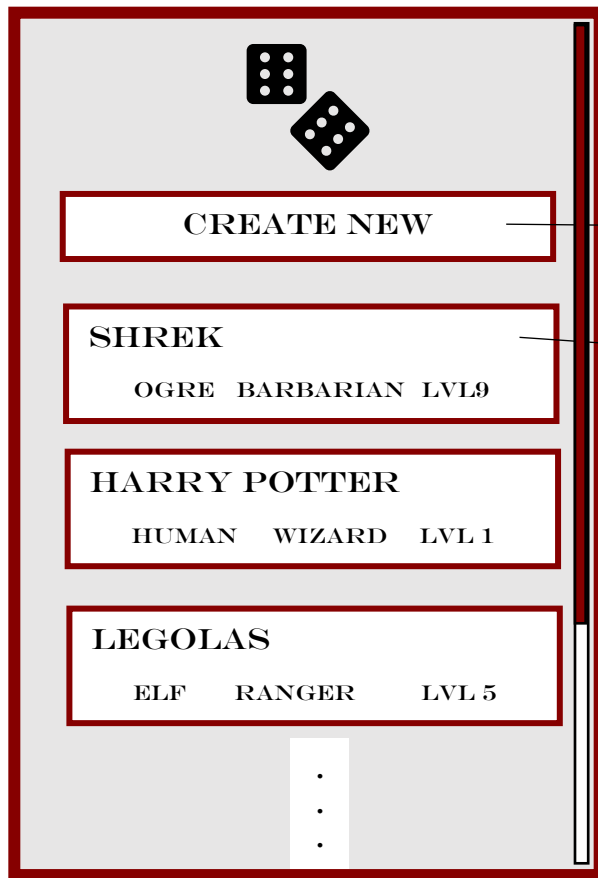 CREATE NEW
SHREK
OGRE BARBARIAN LVL9
HARRY POTTER
HUMAN WIZARD LVL 1
LEGOLAS
ELF RANGER LVL 5
.
.
.